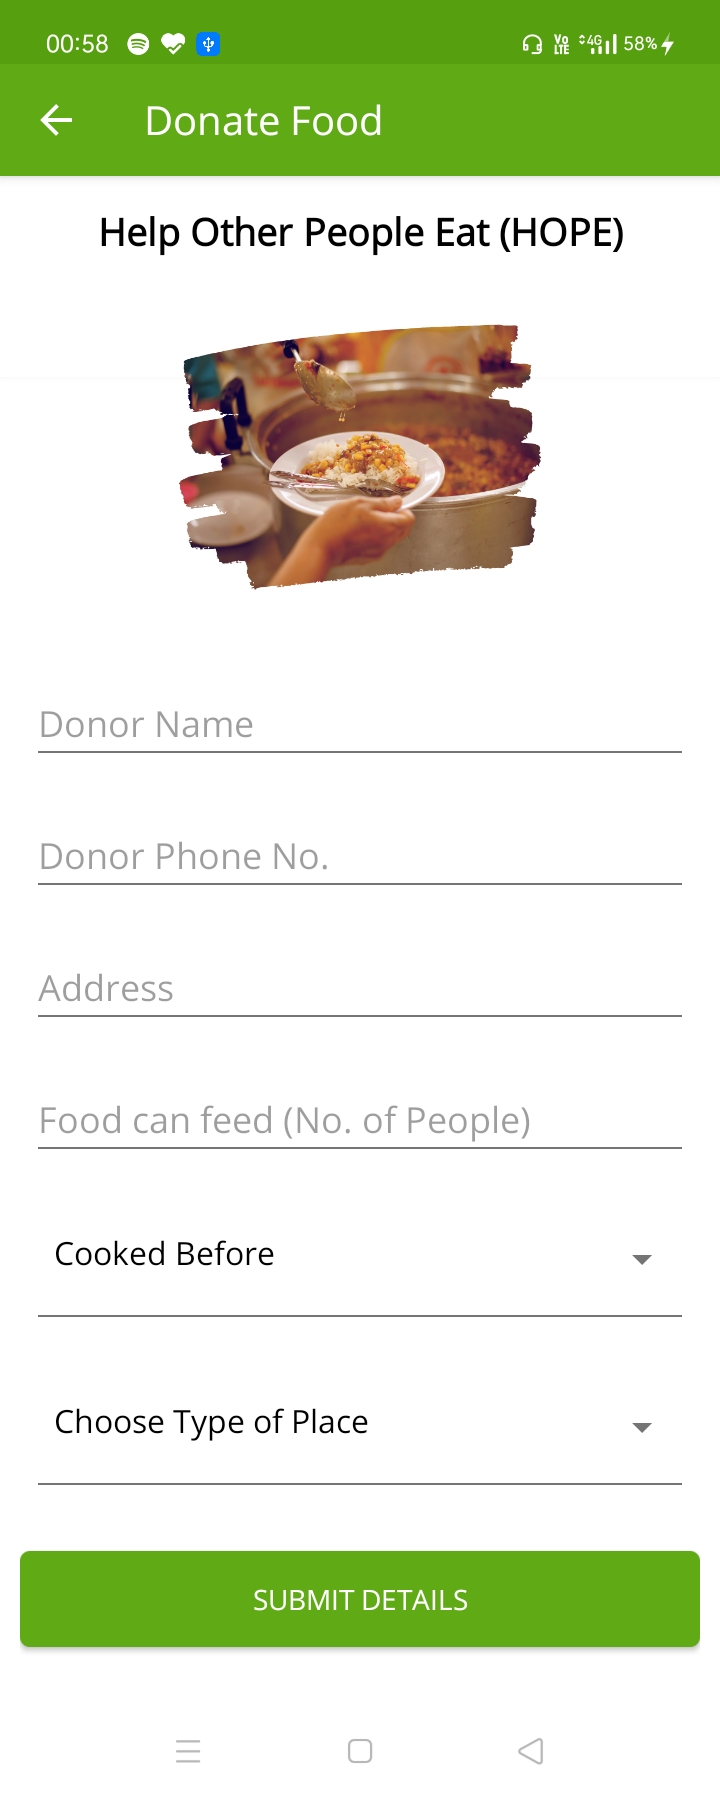 00:58 VO LTE 4G 58%
Donate Food
Help Other People Eat (HOPE)
Donor Name
Donor Phone No.
Address
Food can feed (No. of People)
Cooked Before
Choose Type of Place
SUBMIT DETAILS